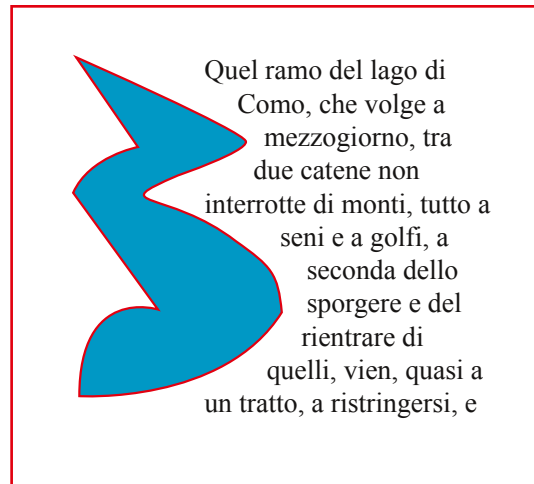 Quel ramo del lago di
Como, che volge a
mezzogiorno, tra
due catene non
interrotte di monti, tutto a
seni e a golfi, a
seconda dello
sporgere e del
rientrare di
quelli, vien, quasi a
un tratto, a ristringersi, e